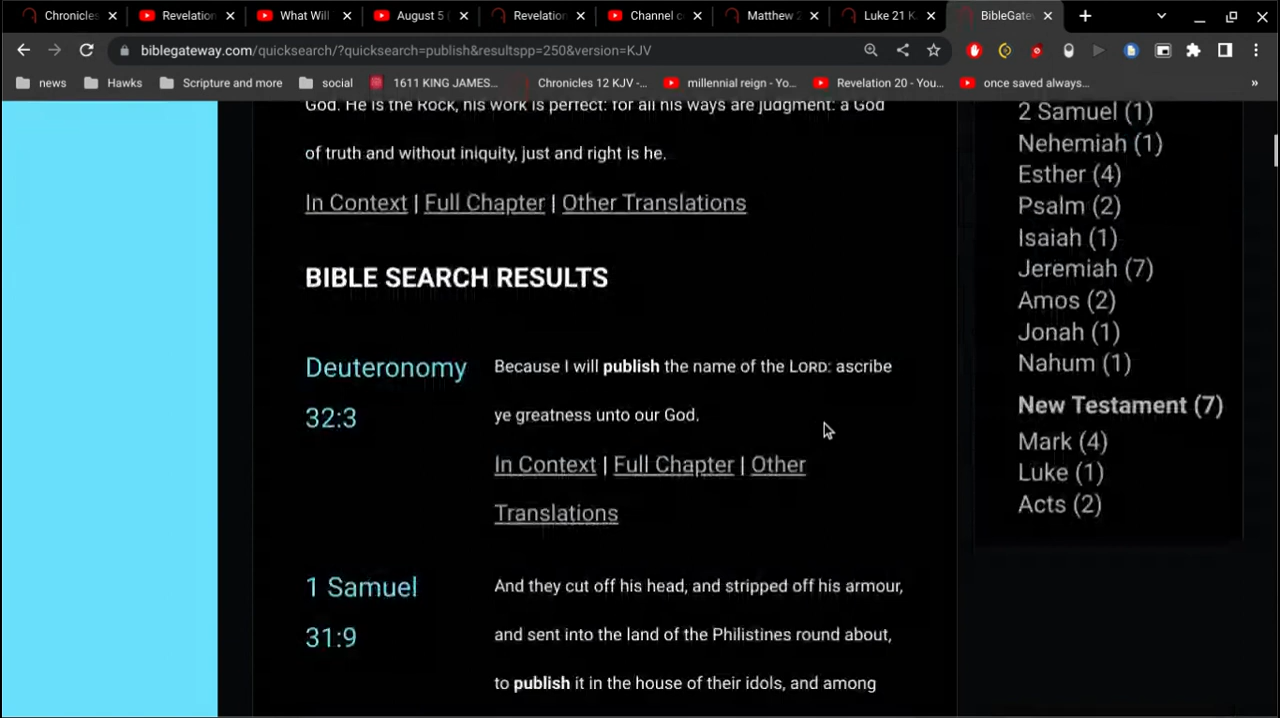 Chronicles
Revelation
What Will
August 5 (
Revelation
Channel c
Matthew 2
Luke 21 K
BibleGate
biblegateway.com/quicksearch/?quicksearch=publish&resultspp=250&version=KJV
news
Hawks
Scripture and more
social
1611 KING JAMES...
Chronicles 12 KJV -...
millennial reign - Yo...
Revelation 20 - You...
once saved always...
»
God. He is the Rock, his work is perfect: for all his ways are judgment: a God
of truth and without iniquity, just and right is he.
In Context | Full Chapter | Other Translations
BIBLE SEARCH RESULTS
Deuteronomy
32:3
Because I will publish the name of the LORD: ascribe
ye greatness unto our God.
In Context | Full Chapter | Other
Translations
1 Samuel
31:9
And they cut off his head, and stripped off his armour,
and sent into the land of the Philistines round about,
to publish it in the house of their idols, and among
2 Samuel (1)
Nehemiah (1)
Esther (4)
Psalm (2)
Isaiah (1)
Jeremiah (7)
Amos (2)
Jonah (1)
Nahum (1)
New Testament (7)
Mark (4)
Luke (1)
Acts (2)